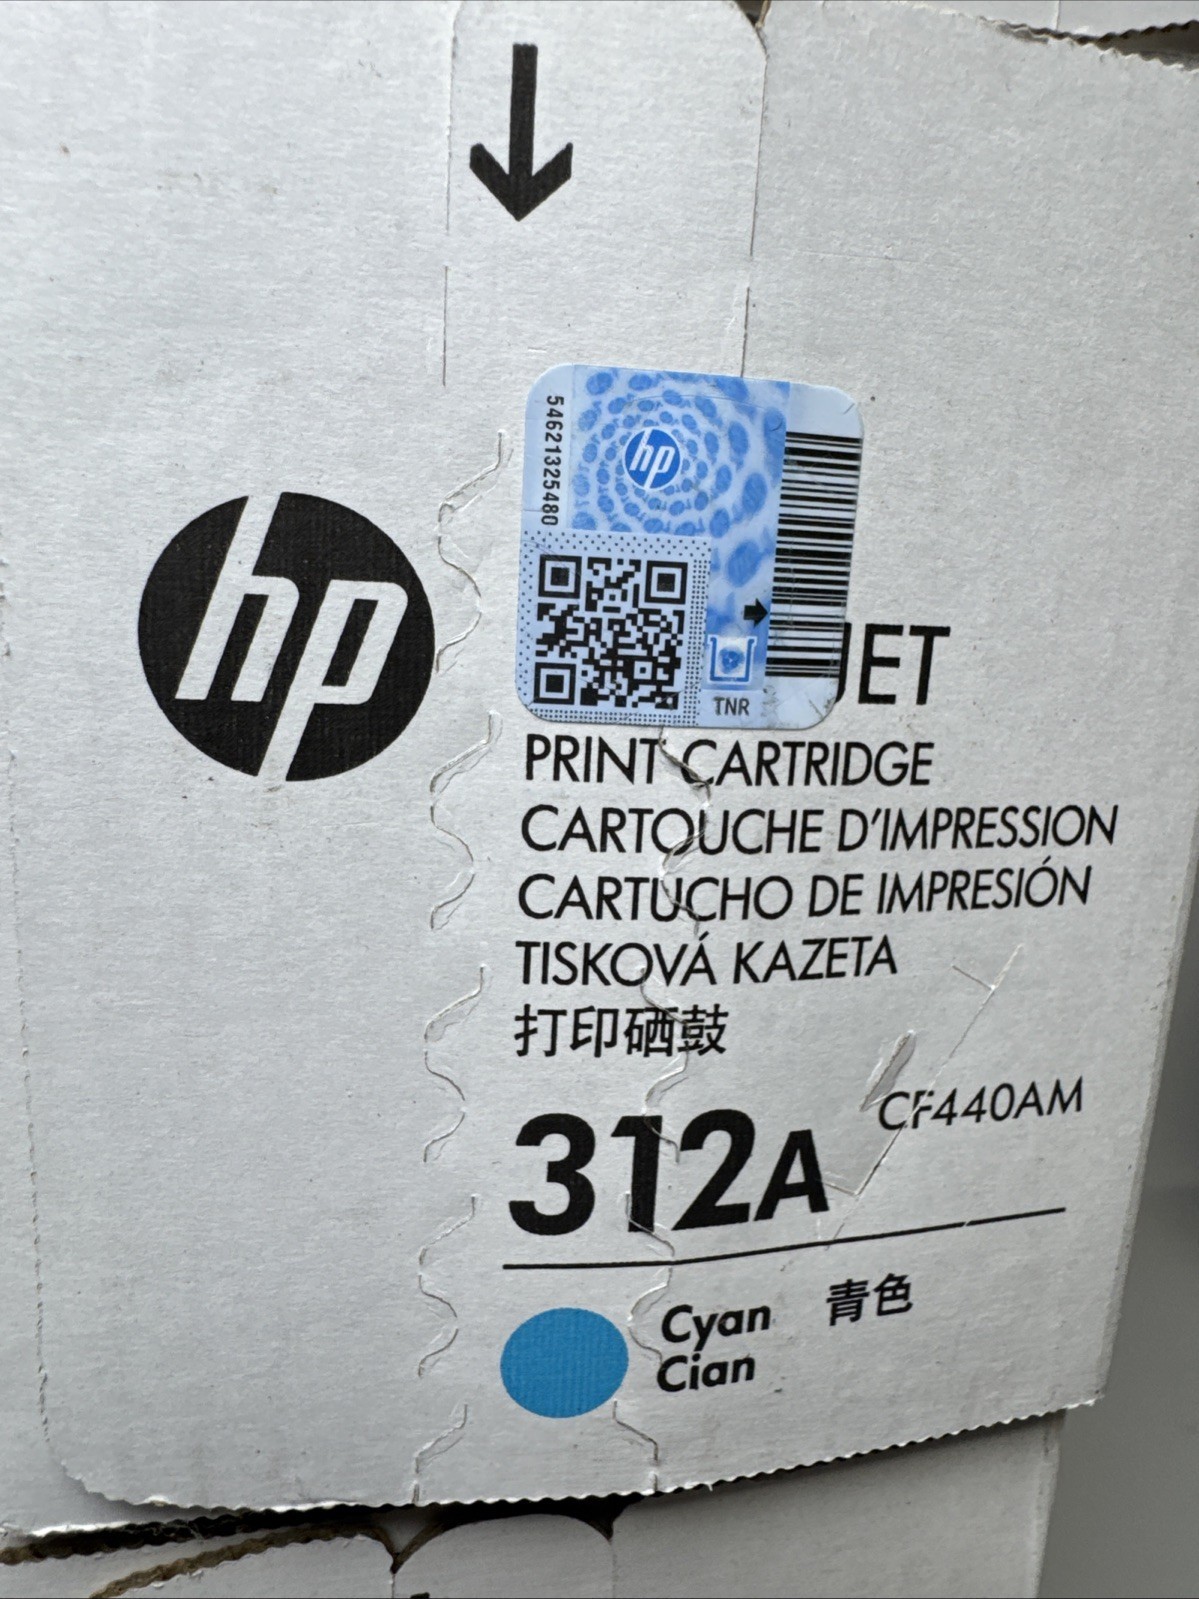 54621325480
hp
TNR
hp
JET
PRINT CARTRIDGE
CARTOUCHE D'IMPRESSION
CARTUCHO DE IMPRESIÓN
TISKOVÁ KAZETA
打印硒鼓
CF440AM
312A
Cyan 青色
Cian